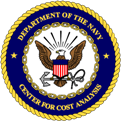 DEPARTMENT OF THE NAVY
CENTER FOR COST ANALYSIS